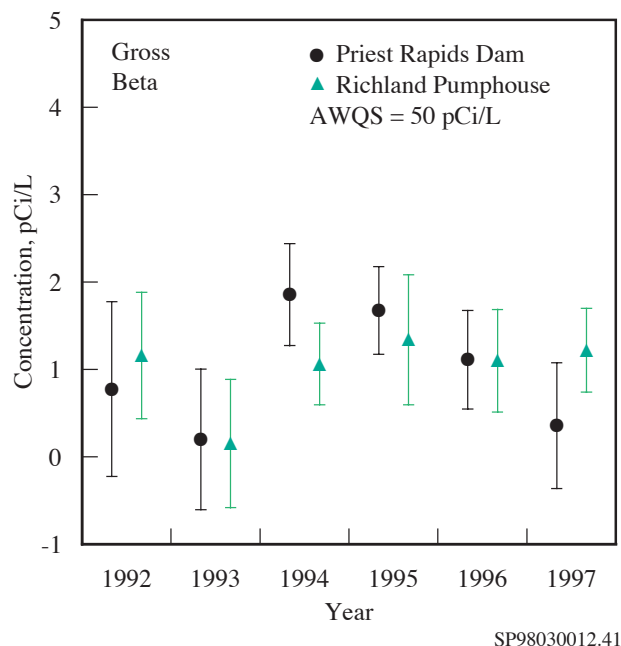 Gross
Beta
Priest Rapids Dam
Richland Pumphouse
AWQS = 50 pCi/L
Concentration, pCi/L
5
4
3
2
1
0
-1
1992 1993 1994 1995 1996 1997
Year
SP98030012.41